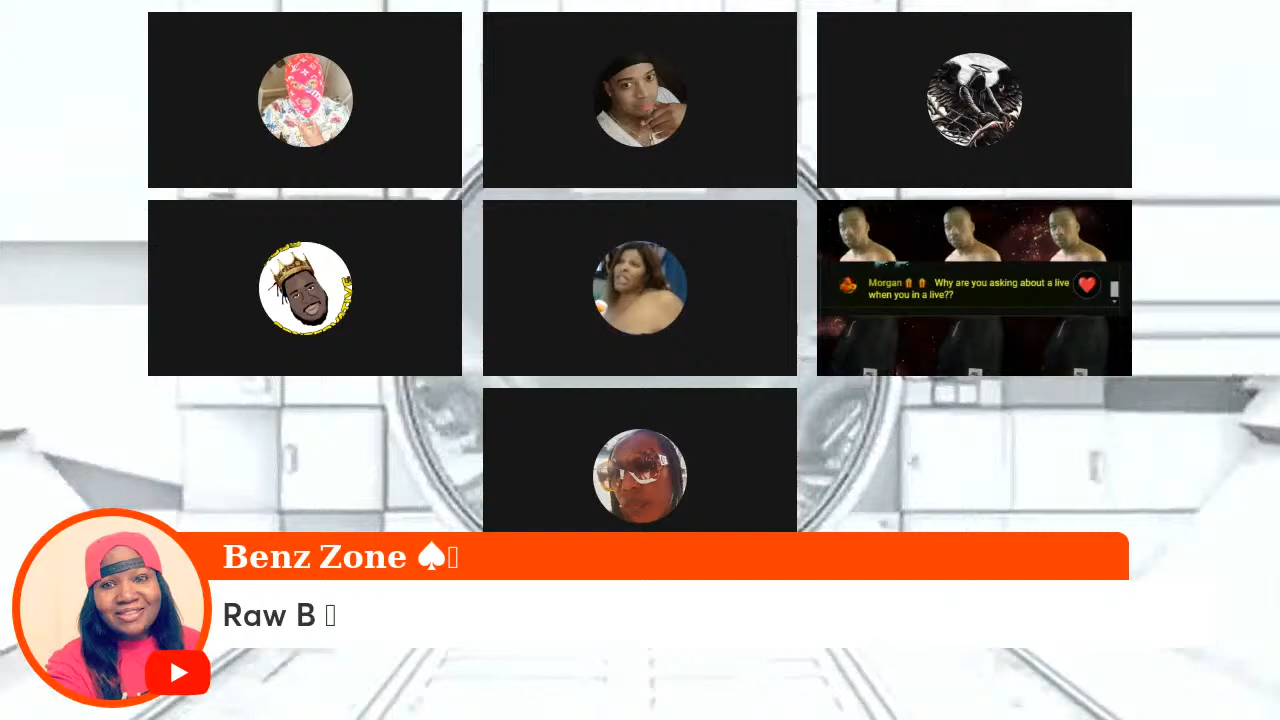 Morgan Why are you asking about a live
when you in a live??
Benz Zone ♠️
Raw B